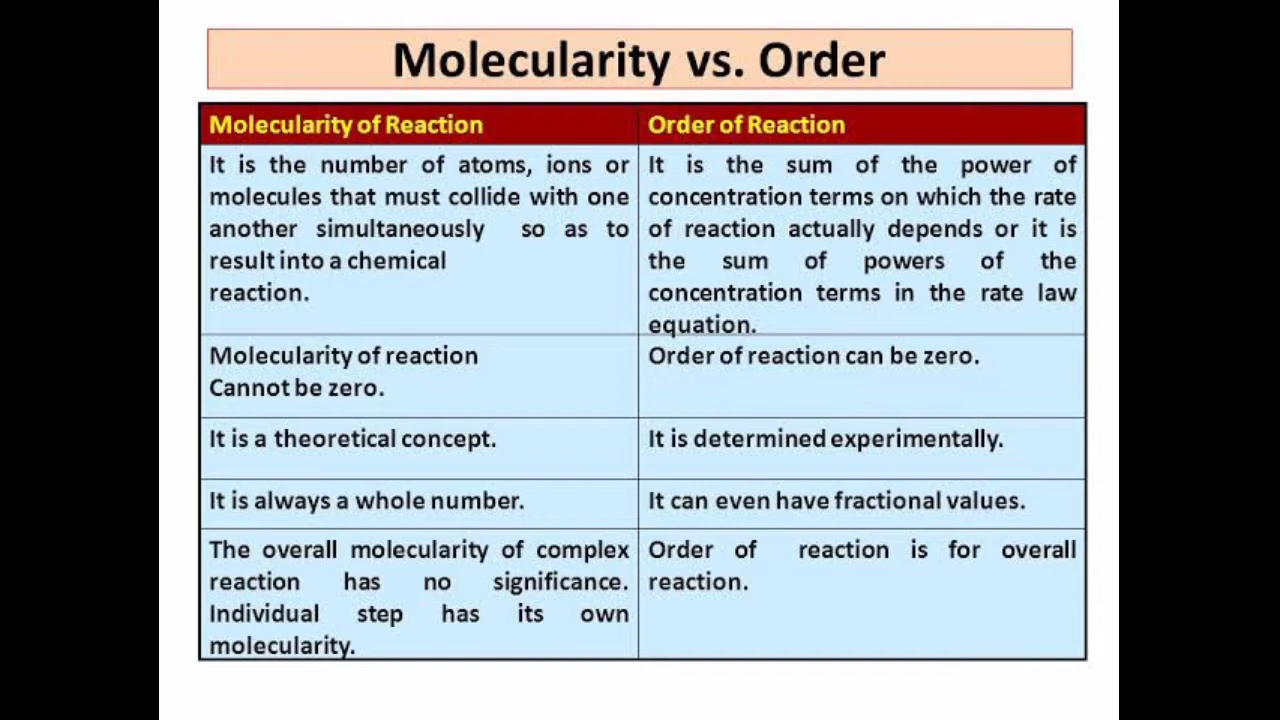 Molecularity vs. Order
Molecularity of Reaction
Order of Reaction
It is the number of atoms, ions or
molecules that must collide with one
another simultaneously so as to
result into a chemical
reaction.
It is the sum of the power of
concentration terms on which the rate
of reaction actually depends or it is
the sum of powers of the
concentration terms in the rate law
equation.
Molecularity of reaction
Cannot be zero.
Order of reaction can be zero.
It is a theoretical concept.
It is determined experimentally.
It is always a whole number.
It can even have fractional values.
The overall molecularity of complex
reaction has no significance.
Individual step has its own
molecularity.
Order of reaction is for overall
reaction.